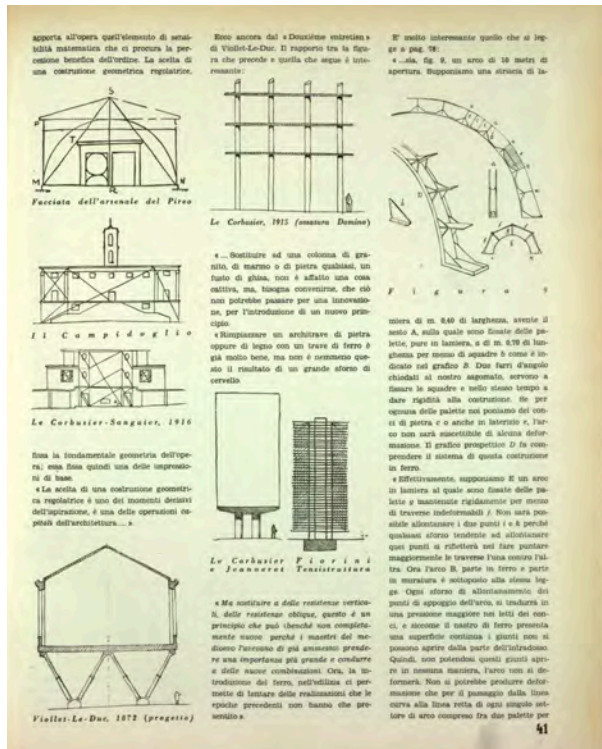 apporta all'opera quell'elemento di sensi-
bilità matematica che ci procura la per-
cezione benefica dell'ordine. La scelta di
una costruzione geometrica regolatrice,
Facciata dell'arsenale del Pireo
Il Campidoglio
Le Corbusier-Sanguier, 1916
fissa la fondamentale geometria dell'ope-
ra; essa fissa quindi una delle impressio-
ni di base.
« La scelta di una costruzione geometri-
ca regolatrice è uno dei momenti decisivi
dell'ispirazione, è una delle operazioni ca-
pitali dell'architettura.... ».
Viollet-Le-Duc, 1872 (progetto)
Ecco ancora dal « Douzième entretien »
di Viollet-Le-Duc. Il rapporto tra la figu-
ra che precede e quella che segue è inte-
ressante:
Le Corbusier, 1915 (ossatura Domino)
« ... Sostituire ad una colonna di gra-
nito, di marmo o di pietra qualsiasi, un
fusto di ghisa, non è affatto una cosa
cattiva, ma, bisogna convenirne, che ciò
non potrebbe passare per una innovazio-
ne, per l'introduzione di un nuovo prin-
cipio.
« Rimpiazzare un architrave di pietra
oppure di legno con un trave di ferro è
già molto bene, ma non è nemmeno que-
sto il risultato di un grande sforzo di
cervello.
Le Corbusier e Jeanneret
Fiorini Tensistruttura
« Ma sostituire a delle resistenze vertica-
li, delle resistenze oblique, questo è un
principio che può (benché non completa-
mente nuovo perché i maestri del me-
dioevo l'avevano di già ammesso) prende-
re una importanza più grande e condurre
a delle nuove combinazioni. Ora, la in-
troduzione del ferro, nell'edilizia ci per-
mette di tentare delle realizzazioni che le
epoche precedenti non hanno che pre-
sentito ».
E' molto interessante quello che si leg-
ge a pag. 78:
« ...sia, fig. 9, un arco di 10 metri di
apertura. Supponiamo una striscia di la-
Figura 9
miera di m. 0,40 di larghezza, avente il
sesto A, sulla quale sono fissate delle pa-
lette, pure in lamiera, a di m. 0,70 di lun-
ghezza per mezzo di squadre b come è in-
dicato nel grafico B. Due ferri d'angolo
chiodati al nostro sagomato, servono a
fissare le squadre e nello stesso tempo a
dare rigidità alla costruzione. Se per
ognuna delle palette noi poniamo dei con-
ci di pietra c o anche in laterizio e, l'ar-
co non sarà suscettibile di alcuna defor-
mazione. Il grafico prospettico D fa com-
prendere il sistema di questa costruzione
in ferro.
« Effettivamente, supponiamo E un arco
in lamiera al quale sono fissate delle pa-
lette g mantenute rigidamente per mezzo
di traverse indeformabili f. Non sarà pos-
sibile allontanare i due punti i e k perché
qualsiasi sforzo tendente ad allontanare
quei punti si rifletterà nel fare puntare
maggiormente le traverse l'una contro l'al-
tra. Ora l'arco B, parte in ferro e parte
in muratura è sottoposto alla stessa leg-
ge. Ogni sforzo di allontanamento dei
punti di appoggio dell'arco, si tradurrà in
una pressione maggiore nei letti dei con-
ci, e siccome il nastro di ferro presenta
una superficie continua i giunti non si
possono aprire dalla parte dell'intradosso.
Quindi, non potendosi questi giunti apri-
re in nessuna maniera, l'arco non si de-
formerà. Non si potrebbe produrre defor-
mazione che per il passaggio dalla linea
curva alla linea retta di ogni singolo set-
tore di arco compreso fra due palette per
41